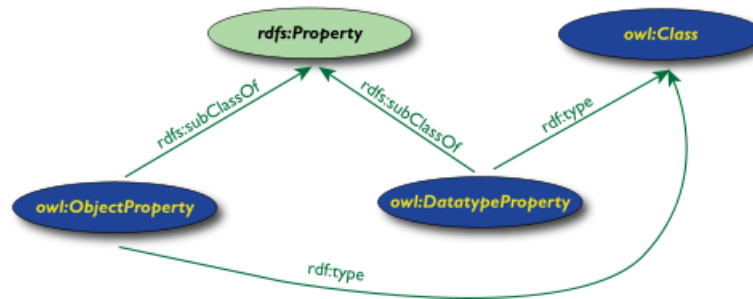 rdfs:Property
owl:Class
rdfs:subClassOf
rdfs:subClassOf
rdf:type
owl:ObjectProperty
owl:DatatypeProperty
rdf:type